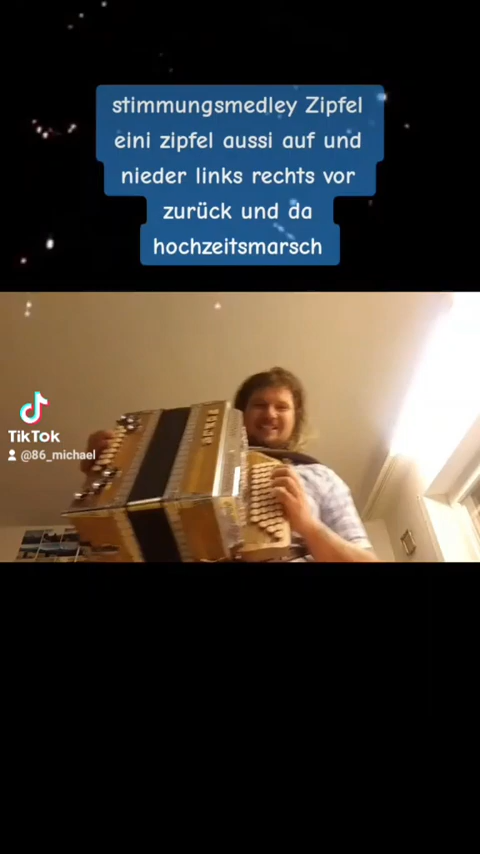 stimmungsmedley Zipfel
eini zipfel aussi auf und
nieder links rechts vor
zurück und da
hochzeitsmarsch
TikTok
@86_michael